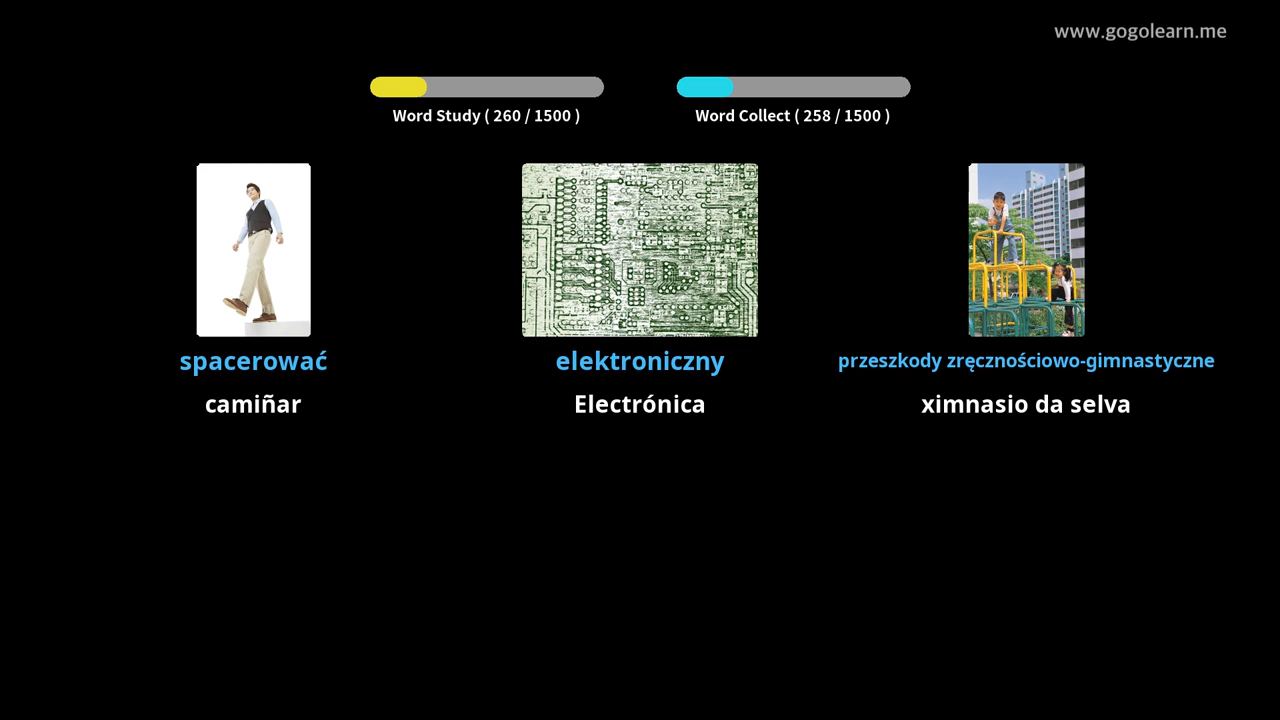 www.gogolearn.me
Word Study ( 260 / 1500 )
Word Collect ( 258 / 1500 )
spacerować
elektroniczny
przeszkody zręcznościowo-gimnastyczne
camiñar
Electrónica
ximnasio da selva